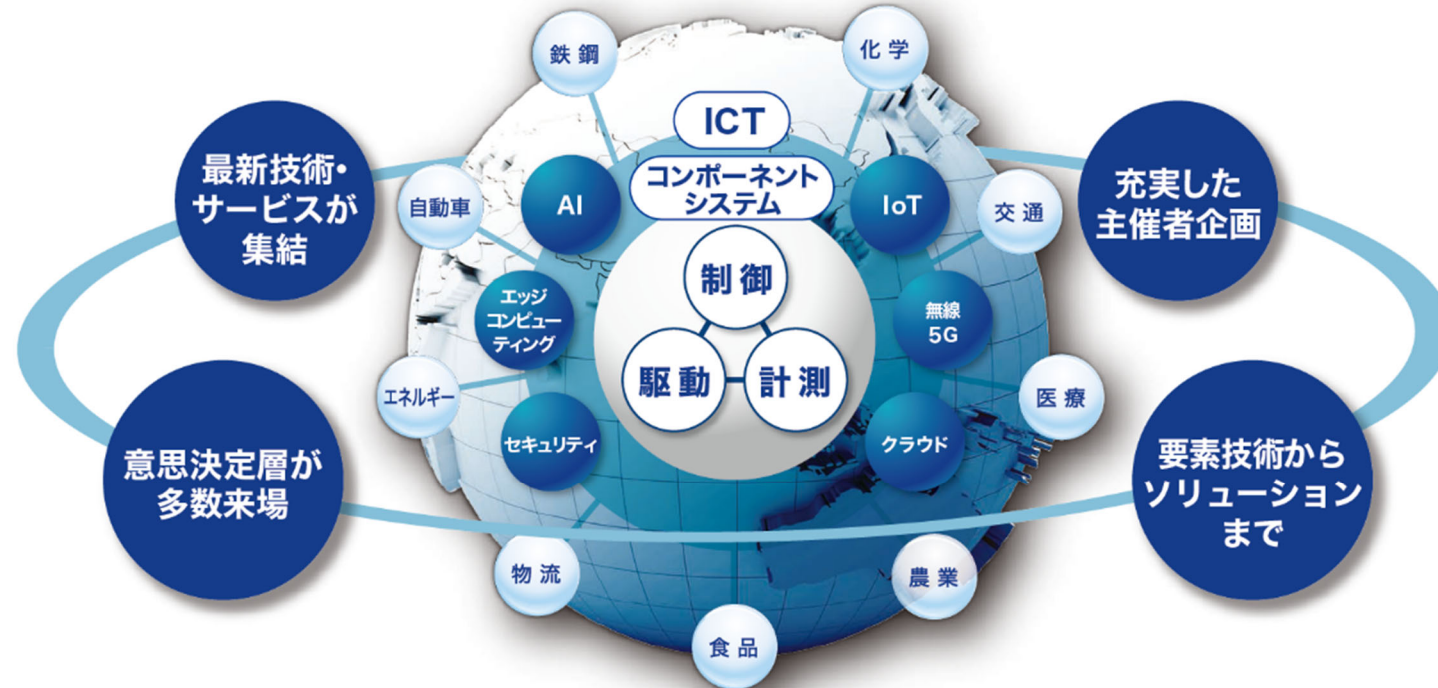 鉄鋼
化学
ICT
最新技術・
サービスが
集結
充実した
主催者企画
自動車
AI
コンポーネント
システム
IoT
交通
制御
エッジ
コンピュー
ティング
無線
5G
駆動
計測
エネルギー
医療
セキュリティ
クラウド
意思決定層が
多数来場
要素技術から
ソリューション
まで
物流
農業
食品